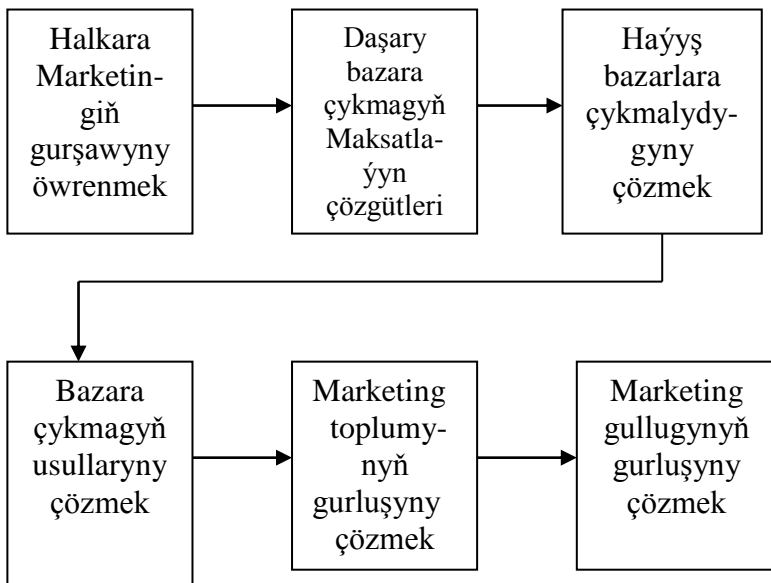 Halkara
Marketin-
giň
gurşawyny
öwrenmek
Daşary
bazara
çykmagyň
Maksatla-
ýyn
çözgütleri
Haýyş
bazarlara
çykmalydy-
gyny
çözmek
Bazara
çykmagyň
usullaryny
çözmek
Marketing
toplumy-
nyň
gurluşyny
çözmek
Marketing
gullugynyň
gurluşyny
çözmek